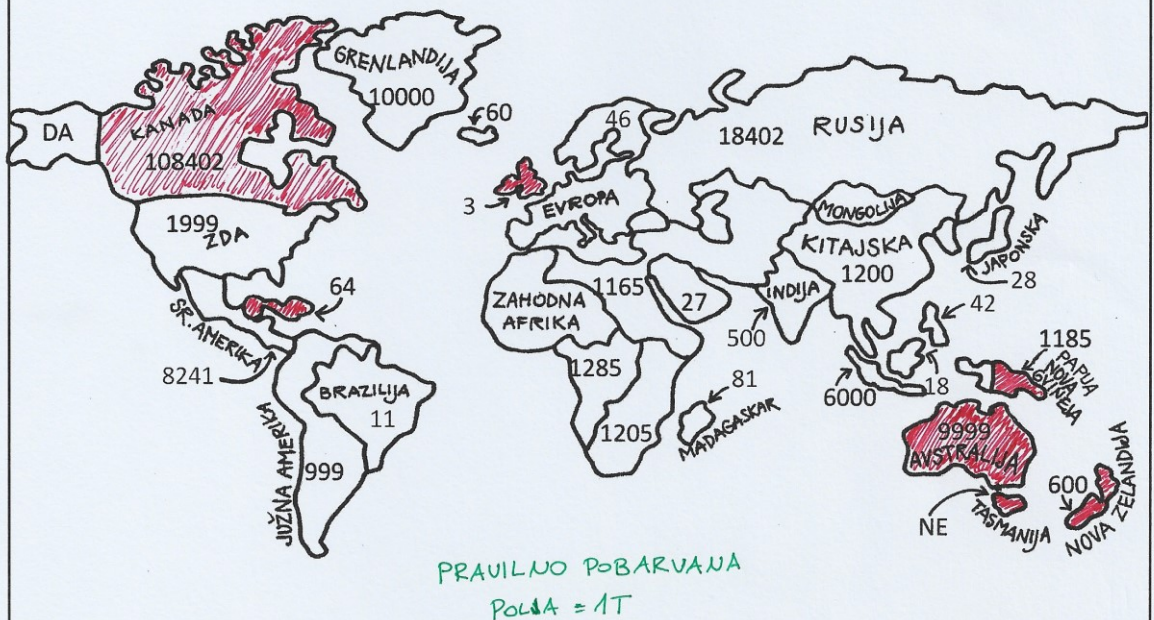 GRENLANDIJA
10000
60
DA
KANADA
108402
46
18402
RUSIJA
3
EVROPA
MONGOLIJA
1999
ZDA
KITAJSKA
1200
JAPONSKA
28
64
ZAHODNA
AFRIKA
1165
27
INDIJA
500
42
SR. AMERIKA
8241
1185
PAPUA
NOVA
GVINEJA
BRAZILIJA
11
1285
81
MADAGASKAR
6000
18
JUŽNA AMERIKA
999
1205
9999
AVSTRALIJA
600
NOVA ZELANDIJA
NE
TASMANIJA
PRAVILNO POBARVANA
POLJA = 1T